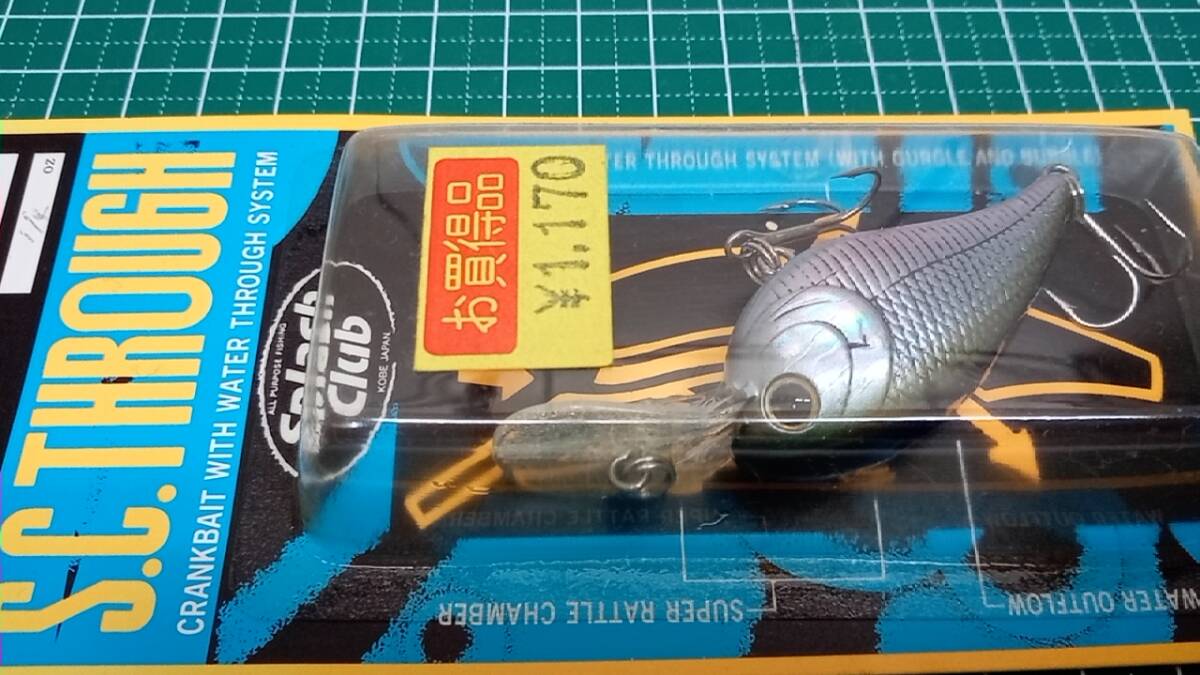 S.C.THROUGH
CRANKBAIT WITH WATER THROUGH SYSTEM
OZ
ALL PURPOSE FISHING
Splash
Club
KOBE JAPAN
お買得品
¥1,170
WATER THROUGH SYSTEM (WITH GURGLE AND BUBBLE)
SUPER RATTLE CHAMBER
WATER OUTFLOW